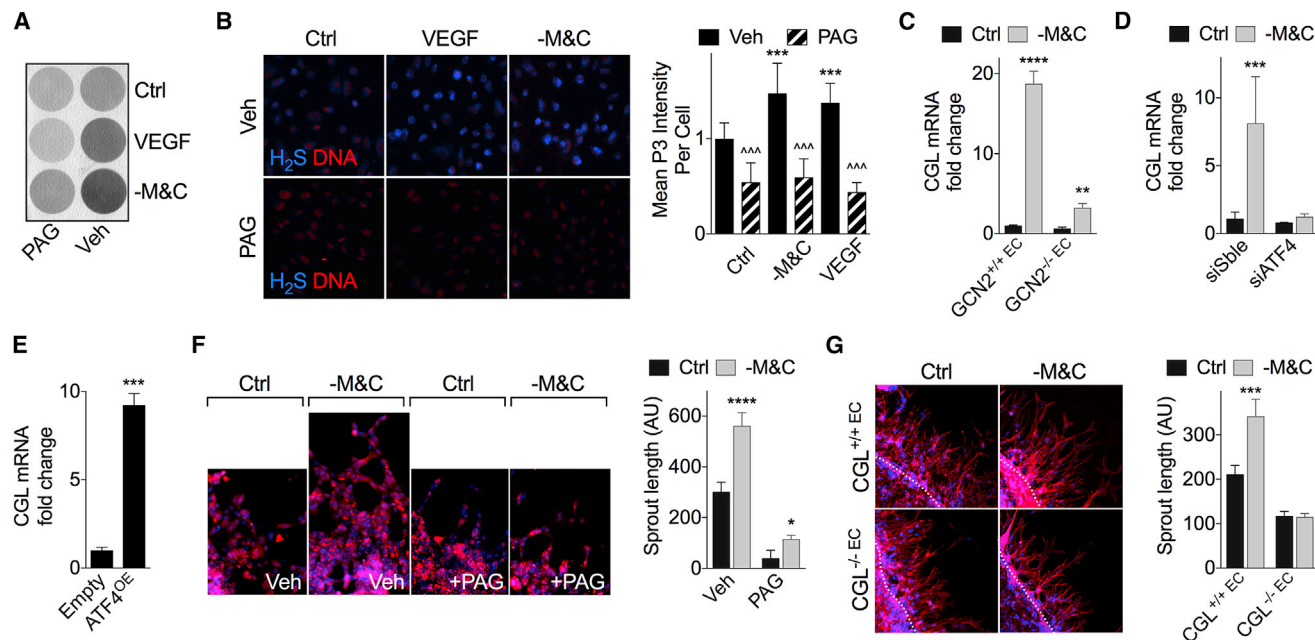 A
Ctrl
VEGF
-M&C
PAG
Veh
B
Ctrl
VEGF
-M&C
Veh
H₂S DNA
PAG
H₂S DNA
Veh
PAG
Mean P3 Intensity
Per Cell
1
0
***
***
^^^
^^^
^^^
Ctrl
-M&C
VEGF
C
Ctrl
-M&C
CGL mRNA
fold change
20
10
0
****
**
GCN2+/+ EC
GCN2-/- EC
D
Ctrl
-M&C
CGL mRNA
fold change
10
5
0
***
siSble
siATF4
E
CGL mRNA
fold change
10
5
0
***
Empty
ATF4OE
F
Ctrl
-M&C
Ctrl
-M&C
Veh
Veh
+PAG
+PAG
Ctrl
-M&C
Sprout length (AU)
600
400
200
0
****
*
Veh
PAG
G
Ctrl
-M&C
CGL+/+ EC
CGL-/- EC
Ctrl
-M&C
Sprout length (AU)
300
200
100
0
***
CGL+/+ EC
CGL-/- EC